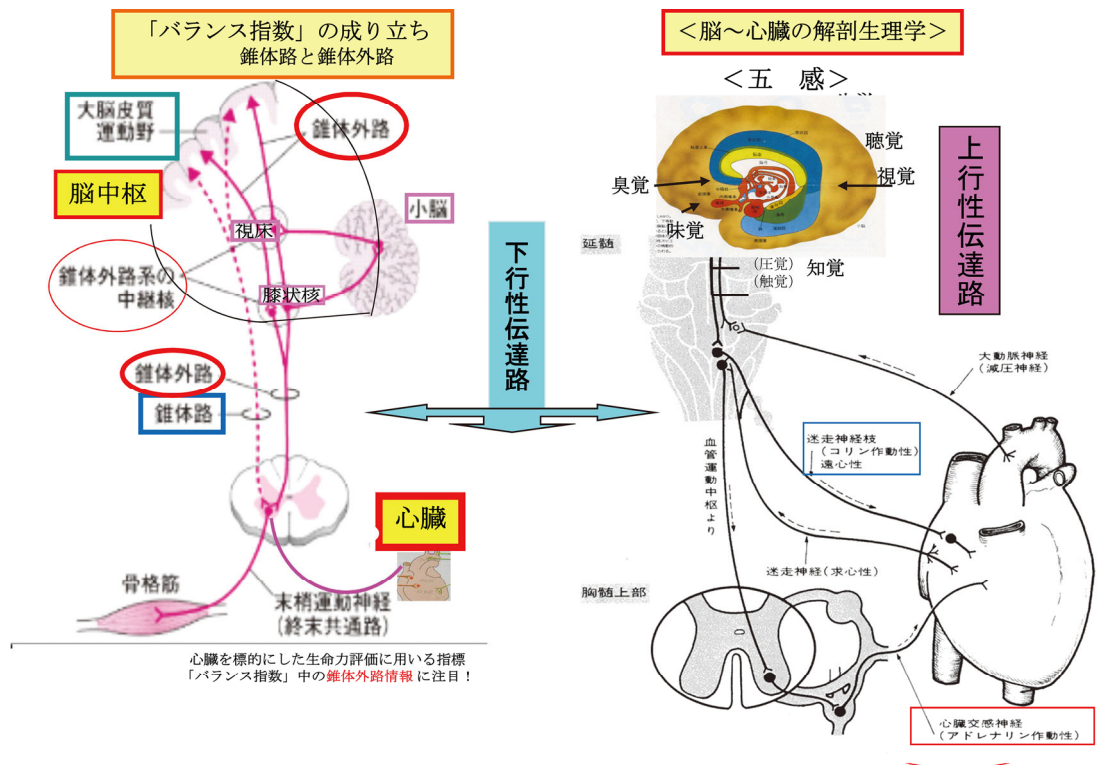 「バランス指数」の成り立ち
錐体路と錐体外路
大脳皮質
運動野
錐体外路
脳中枢
小脳
視床
錐体外路系の
中継核
膝状核
錐体外路
錐体路
心臓
骨格筋
末梢運動神経
(終末共通路)
心臓を標的にした生命力評価に用いる指標
「バランス指数」中の錐体外路情報に注目！
下行性伝達路
＜脳～心臓の解剖生理学＞
＜五 感＞
聴覚
視覚
臭覚
味覚
延髄
(圧覚)
(触覚)
知覚
上行性伝達路
大動脈神経
(減圧神経)
血管運動中枢より
迷走神経枝
(コリン作動性)
遠心性
迷走神経(求心性)
胸髄上部
心臓交感神経
(アドレナリン作動性)